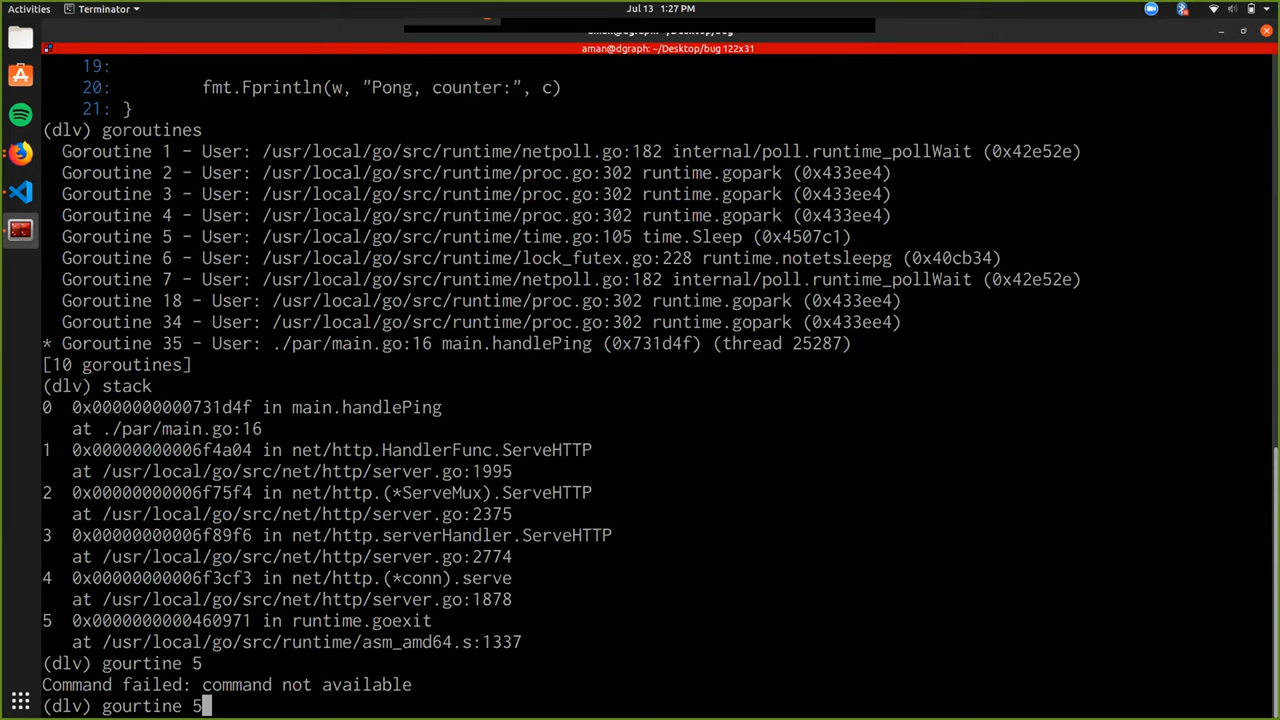 Activities Terminator Jul 13 1:27 PM
aman@dgraph: ~/Desktop/bug 122x31
19:
20: fmt.Fprintln(w, "Pong, counter:", c)
21: }
(dlv) goroutines
Goroutine 1 - User: /usr/local/go/src/runtime/netpoll.go:182 internal/poll.runtime_pollWait (0x42e52e)
Goroutine 2 - User: /usr/local/go/src/runtime/proc.go:302 runtime.gopark (0x433ee4)
Goroutine 3 - User: /usr/local/go/src/runtime/proc.go:302 runtime.gopark (0x433ee4)
Goroutine 4 - User: /usr/local/go/src/runtime/proc.go:302 runtime.gopark (0x433ee4)
Goroutine 5 - User: /usr/local/go/src/runtime/time.go:105 time.Sleep (0x4507c1)
Goroutine 6 - User: /usr/local/go/src/runtime/lock_futex.go:228 runtime.notetsleepg (0x40cb34)
Goroutine 7 - User: /usr/local/go/src/runtime/netpoll.go:182 internal/poll.runtime_pollWait (0x42e52e)
Goroutine 18 - User: /usr/local/go/src/runtime/proc.go:302 runtime.gopark (0x433ee4)
Goroutine 34 - User: /usr/local/go/src/runtime/proc.go:302 runtime.gopark (0x433ee4)
* Goroutine 35 - User: ./par/main.go:16 main.handlePing (0x731d4f) (thread 25287)
[10 goroutines]
(dlv) stack
0 0x0000000000731d4f in main.handlePing
at ./par/main.go:16
1 0x00000000006f4a04 in net/http.HandlerFunc.ServeHTTP
at /usr/local/go/src/net/http/server.go:1995
2 0x00000000006f75f4 in net/http.(*ServeMux).ServeHTTP
at /usr/local/go/src/net/http/server.go:2375
3 0x00000000006f89f6 in net/http.serverHandler.ServeHTTP
at /usr/local/go/src/net/http/server.go:2774
4 0x00000000006f3cf3 in net/http.(*conn).serve
at /usr/local/go/src/net/http/server.go:1878
5 0x0000000000460971 in runtime.goexit
at /usr/local/go/src/runtime/asm_amd64.s:1337
(dlv) gourtine 5
Command failed: command not available
(dlv) gourtine 5